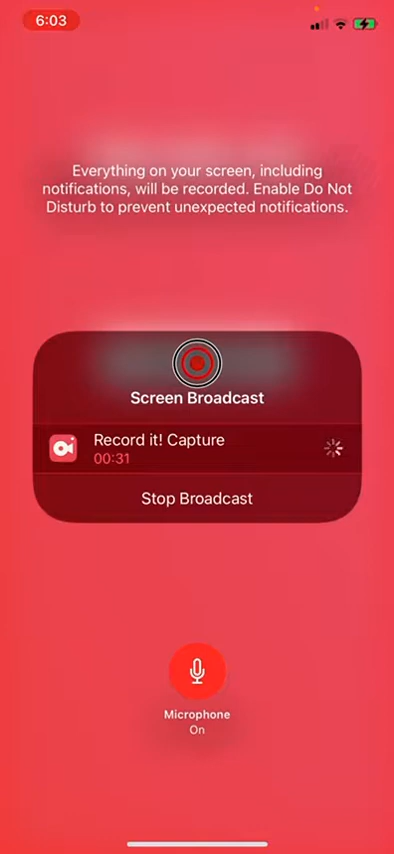 6:03
Everything on your screen, including
notifications, will be recorded. Enable Do Not
Disturb to prevent unexpected notifications.
Screen Broadcast
Record it! Capture
00:31
Stop Broadcast
Microphone
On